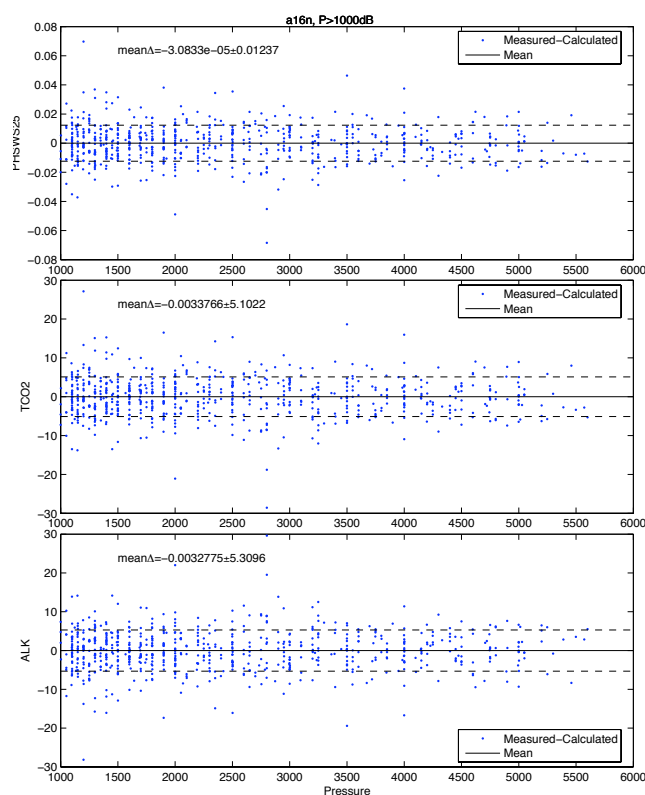 a16n, P>1000dB
meanΔ=−3.0833e−05±0.01237
Measured−Calculated
Mean
PHSWS25
0.08
0.06
0.04
0.02
0
−0.02
−0.04
−0.06
−0.08
1000 1500 2000 2500 3000 3500 4000 4500 5000 5500 6000
meanΔ=−0.0033766±5.1022
Measured−Calculated
Mean
TCO2
30
20
10
0
−10
−20
−30
1000 1500 2000 2500 3000 3500 4000 4500 5000 5500 6000
meanΔ=−0.0032775±5.3096
ALK
30
20
10
0
−10
−20
−30
Measured−Calculated
Mean
1000 1500 2000 2500 3000 3500 4000 4500 5000 5500 6000
Pressure